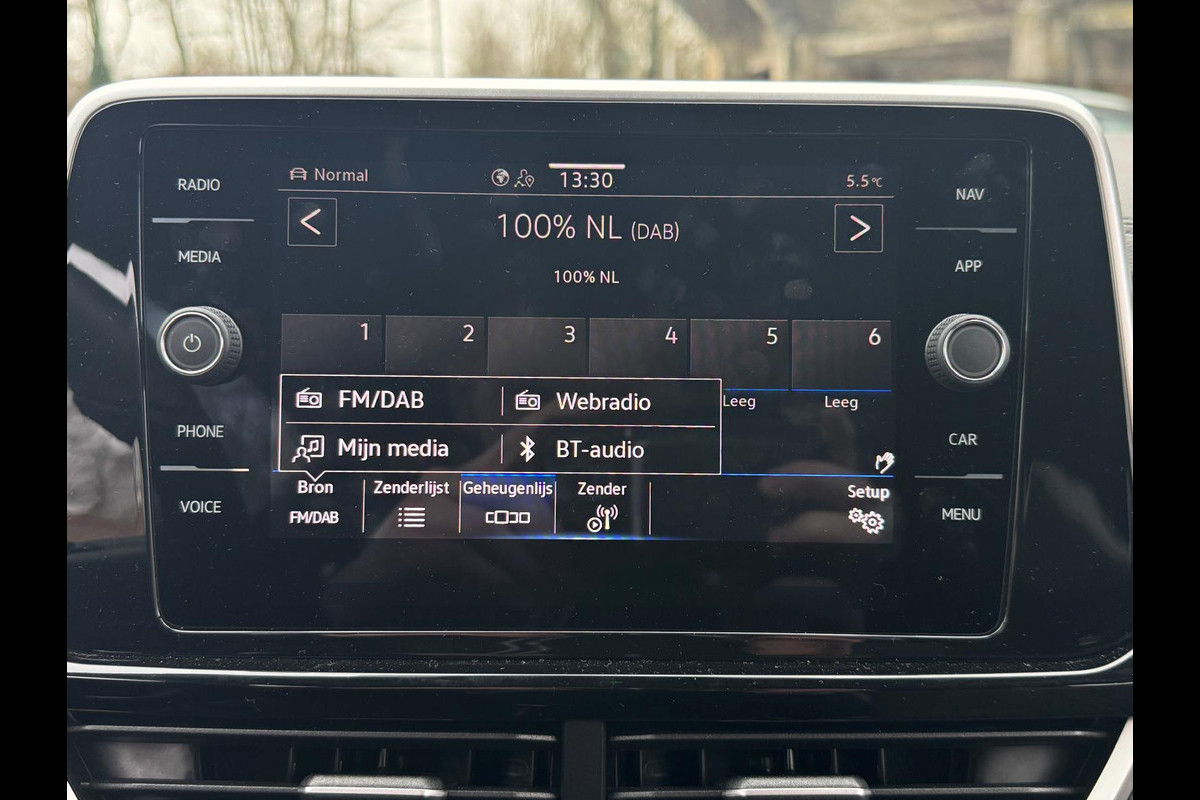 RADIO
MEDIA
PHONE
VOICE
Normal
13:30
5.5°C
< 100% NL (DAB) >
100% NL
1 2 3 4 5 6
Leeg Leeg
FM/DAB Webradio
Mijn media BT-audio
Bron Zenderlijst Geheugenlijst Zender Setup
FM/DAB
NAV
APP
CAR
MENU